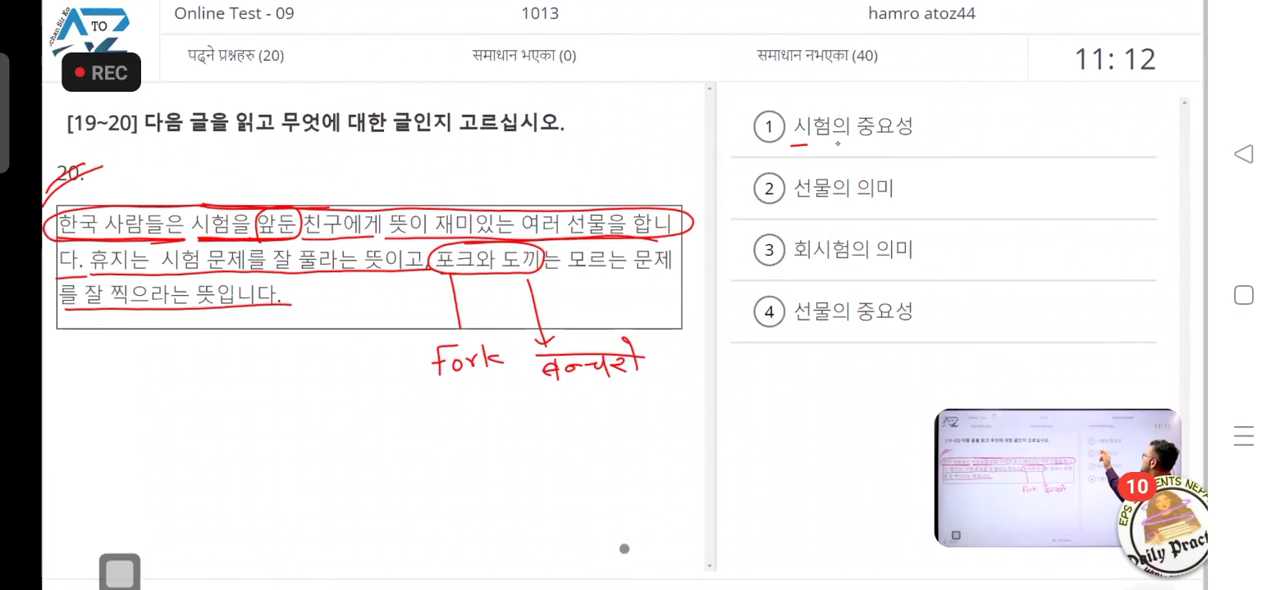 Online Test - 09
1013
hamro atoz44
A TO Z
REC
पढ्ने प्रश्नहरु (20)
समाधान भएका (0)
समाधान नभएका (40)
11: 12
[19~20] 다음 글을 읽고 무엇에 대한 글인지 고르십시오.
20.
한국 사람들은 시험을 앞둔 친구에게 뜻이 재미있는 여러 선물을 합니
다. 휴지는 시험 문제를 잘 풀라는 뜻이고, 포크와 도끼는 모르는 문제
를 잘 찍으라는 뜻입니다.
Fork
बन्चरो
1 시험의 중요성
2 선물의 의미
3 회시험의 의미
4 선물의 중요성
10